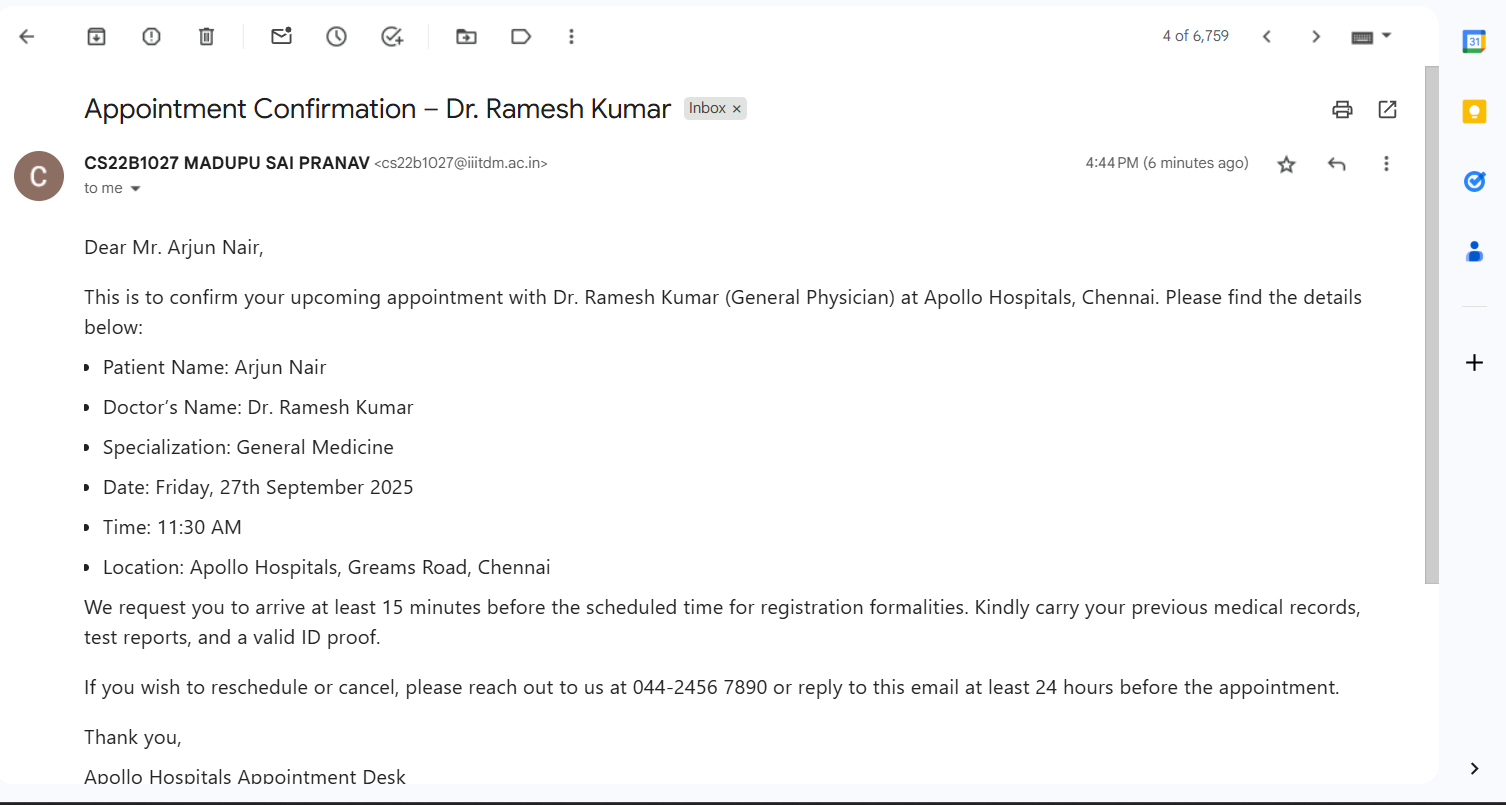 4 of 6,759
31
Appointment Confirmation – Dr. Ramesh Kumar Inbox ×
C
CS22B1027 MADUPU SAI PRANAV <cs22b1027@iiitdm.ac.in>
4:44 PM (6 minutes ago)
to me
Dear Mr. Arjun Nair,
This is to confirm your upcoming appointment with Dr. Ramesh Kumar (General Physician) at Apollo Hospitals, Chennai. Please find the details
below:
• Patient Name: Arjun Nair
• Doctor’s Name: Dr. Ramesh Kumar
• Specialization: General Medicine
• Date: Friday, 27th September 2025
• Time: 11:30 AM
• Location: Apollo Hospitals, Greams Road, Chennai
We request you to arrive at least 15 minutes before the scheduled time for registration formalities. Kindly carry your previous medical records,
test reports, and a valid ID proof.
If you wish to reschedule or cancel, please reach out to us at 044-2456 7890 or reply to this email at least 24 hours before the appointment.
Thank you,
Apollo Hospitals Appointment Desk